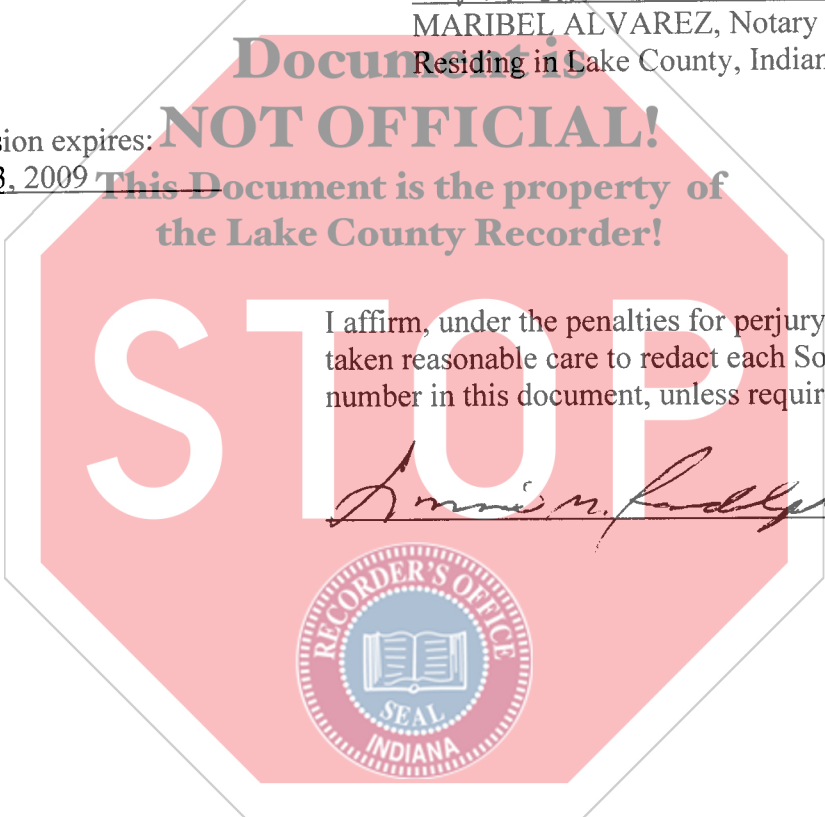 MARIBEL ALVAREZ, Notary
Document is
Residing in Lake County, Indian
NOT OFFICIAL!
sion expires:
3, 2009
This Document is the property of
the Lake County Recorder!
STOP
I affirm, under the penalties for perjury
taken reasonable care to redact each So
number in this document, unless requir
RECORDER'S OFFICE
SEAL
INDIANA